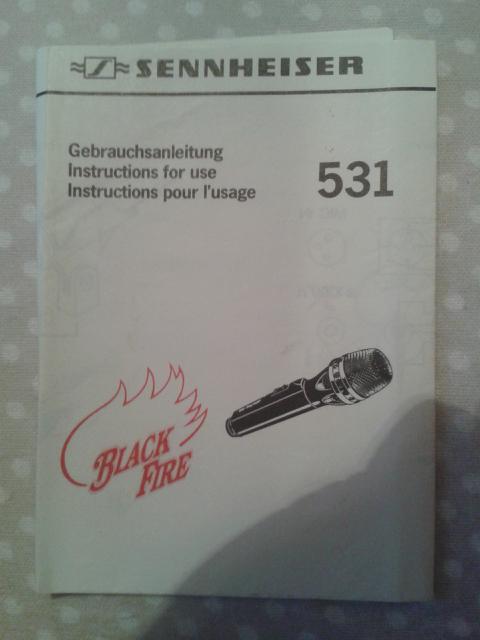 SENNHEISER
Gebrauchsanleitung
Instructions for use
Instructions pour l'usage
531
BLACK
FIRE